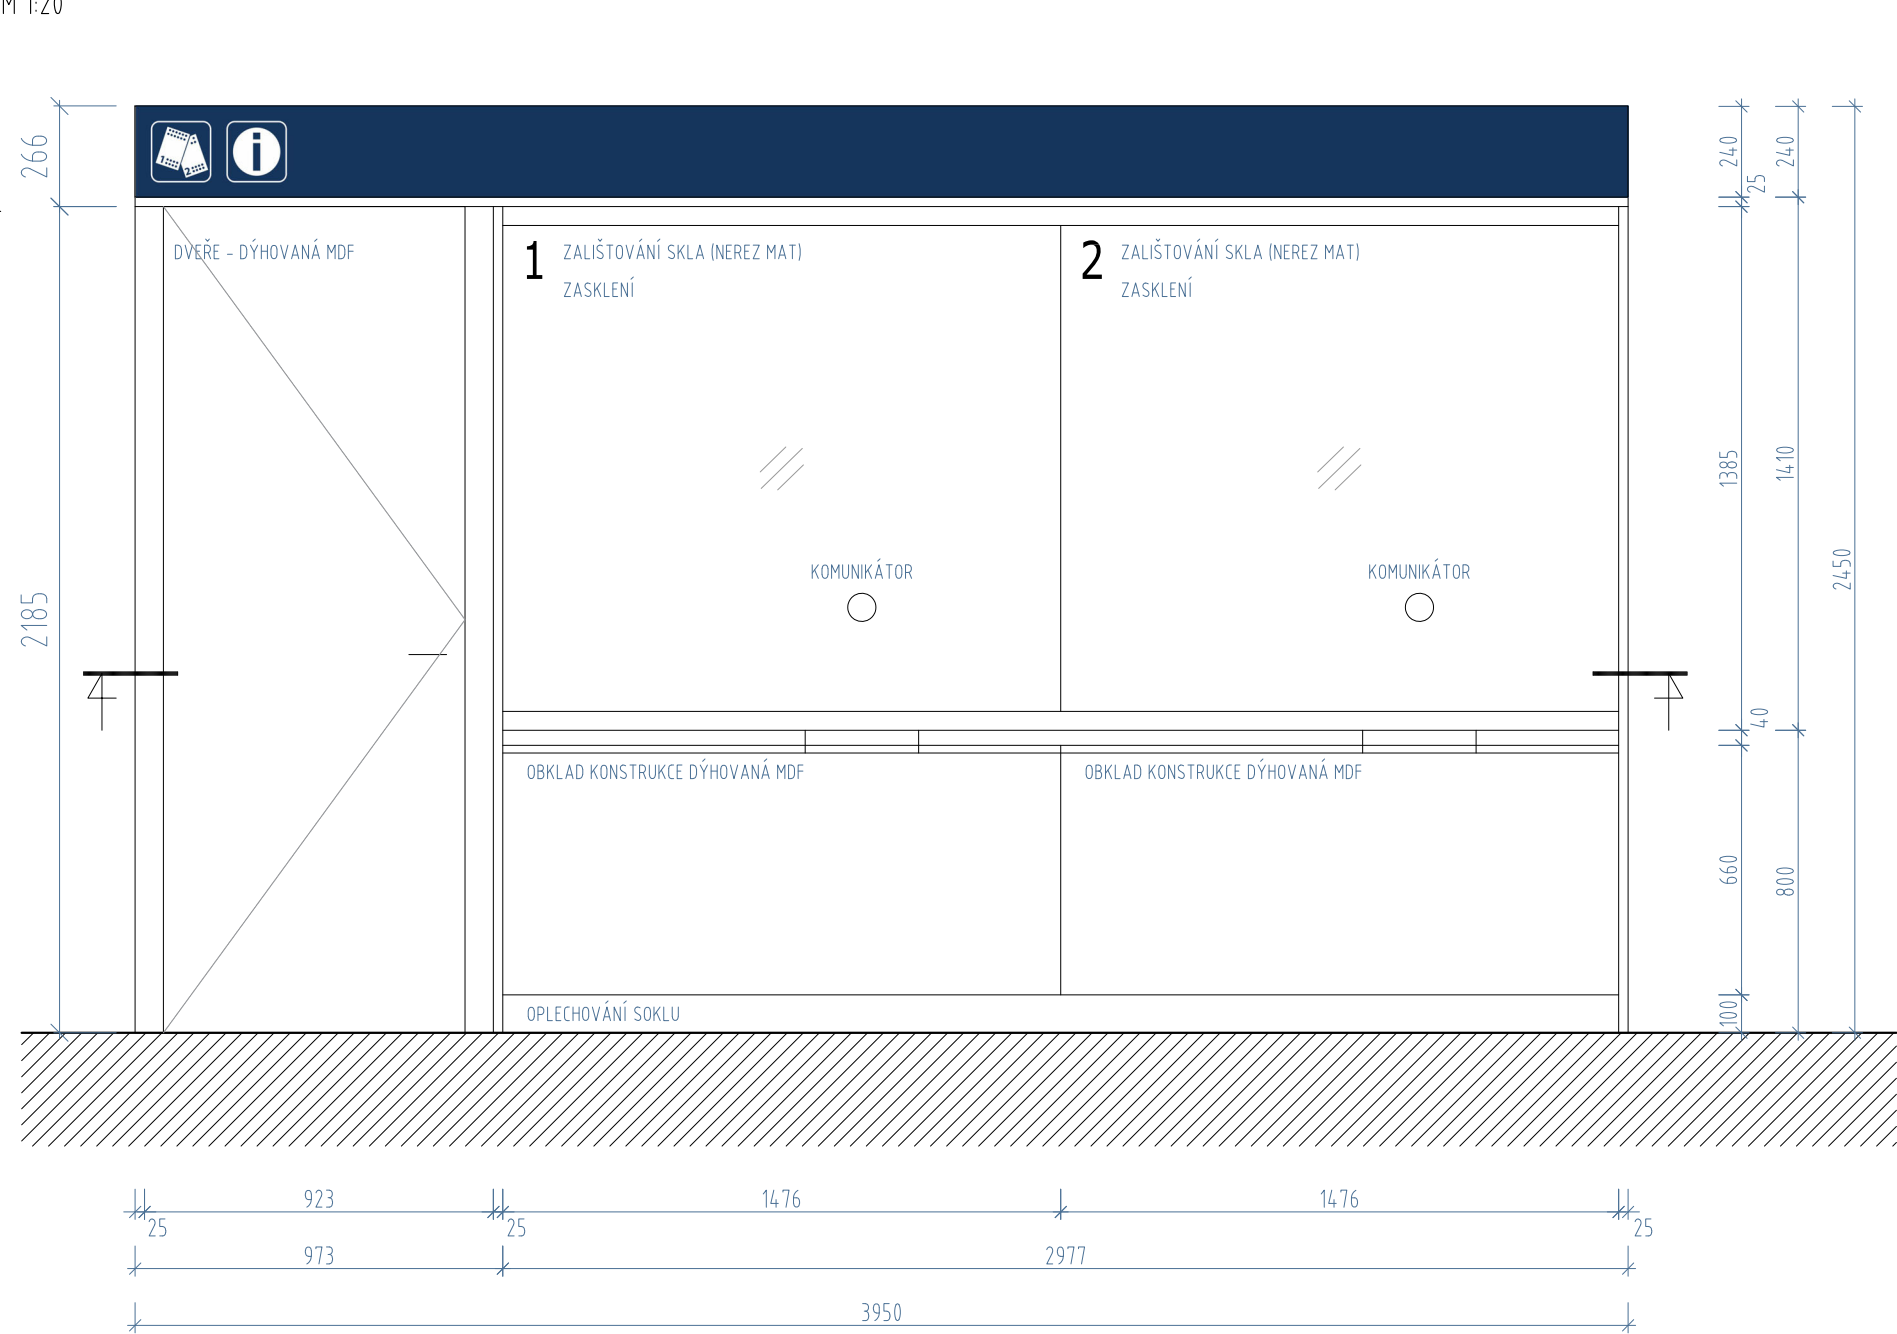 M 1:20
266
240
240
25
DVEŘE - DÝHOVANÁ MDF
1
ZALIŠTOVÁNÍ SKLA (NEREZ MAT)
ZASKLENÍ
2
ZALIŠTOVÁNÍ SKLA (NEREZ MAT)
ZASKLENÍ
1385
1410
2450
KOMUNIKÁTOR
KOMUNIKÁTOR
2185
40
OBKLAD KONSTRUKCE DÝHOVANÁ MDF
OBKLAD KONSTRUKCE DÝHOVANÁ MDF
660
800
OPLECHOVÁNÍ SOKLU
100
923
1476
1476
25
25
25
973
2977
3950